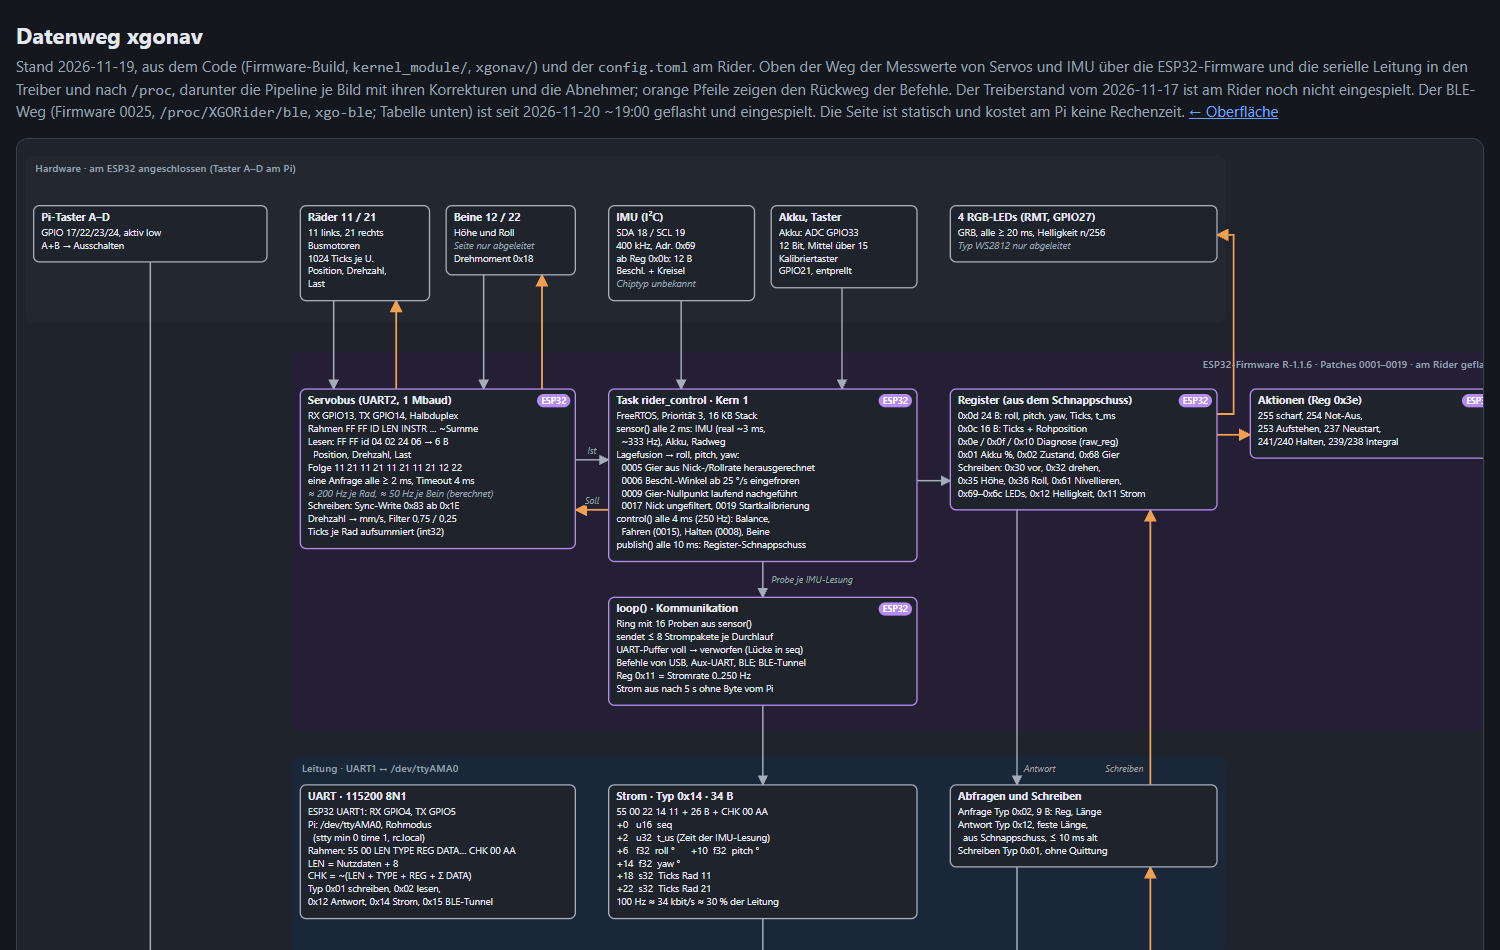 Datenweg xgonav
Stand 2026-11-19, aus dem Code (Firmware-Build, kernel_module/, xgonav/) und der config.toml am Rider. Oben der Weg der Messwerte von Servos und IMU über die ESP32-Firmware und die serielle Leitung in den
Treiber und nach /proc, darunter die Pipeline je Bild mit ihren Korrekturen und die Abnehmer; orange Pfeile zeigen den Rückweg der Befehle. Der Treiberstand vom 2026-11-17 ist am Rider noch nicht eingespielt. Der BLE-
Weg (Firmware 0025, /proc/XGORider/ble, xgo-ble; Tabelle unten) ist seit 2026-11-20 ~19:00 geflasht und eingespielt. Die Seite ist statisch und kostet am Pi keine Rechenzeit. ← Oberfläche
Hardware · am ESP32 angeschlossen (Taster A–D am Pi)
Pi-Taster A–D
GPIO 17/22/23/24, aktiv low
A+B → Ausschalten
Räder 11 / 21
11 links, 21 rechts
Busmotoren
1024 Ticks je U.
Position, Drehzahl,
Last
Beine 12 / 22
Höhe und Roll
Seite nur abgeleitet
Drehmoment 0x18
IMU (I²C)
SDA 18 / SCL 19
400 kHz, Adr. 0x69
ab Reg 0x0b: 12 B
Beschl. + Kreisel
Chiptyp unbekannt
Akku, Taster
Akku: ADC GPIO33
12 Bit, Mittel über 15
Kalibriertaster
GPIO21, entprellt
4 RGB-LEDs (RMT, GPIO27)
GRB, alle ≥ 20 ms, Helligkeit n/256
Typ WS2812 nur abgeleitet
ESP32-Firmware R-1.1.6 · Patches 0001–0019 · am Rider gefla
Servobus (UART2, 1 Mbaud)
ESP32
RX GPIO13, TX GPIO14, Halbduplex
Rahmen FF FF ID LEN INSTR … ~Summe
Lesen: FF FF id 04 02 24 06 → 6 B
Position, Drehzahl, Last
Folge 11 21 11 21 11 21 11 21 12 22
eine Anfrage alle ≥ 2 ms, Timeout 4 ms
≈ 200 Hz je Rad, ≈ 50 Hz je Bein (berechnet)
Schreiben: Sync-Write 0x83 ab 0x1E
Drehzahl → mm/s, Filter 0,75 / 0,25
Ticks je Rad aufsummiert (int32)
Ist
Soll
Task rider_control · Kern 1
ESP32
FreeRTOS, Priorität 3, 16 KB Stack
sensor() alle 2 ms: IMU (real ~3 ms,
~333 Hz), Akku, Radweg
Lagefusion → roll, pitch, yaw:
0005 Gier aus Nick-/Rollrate herausgerechnet
0006 Beschl.-Winkel ab 25 °/s eingefroren
0009 Gier-Nullpunkt laufend nachgeführt
0017 Nick ungefiltert, 0019 Startkalibrierung
control() alle 4 ms (250 Hz): Balance,
Fahren (0015), Halten (0008), Beine
publish() alle 10 ms: Register-Schnappschuss
Register (aus dem Schnappschuss)
ESP32
0x0d 24 B: roll, pitch, yaw, Ticks, t_ms
0x0c 16 B: Ticks + Rohposition
0x0e / 0x0f / 0x10 Diagnose (raw_reg)
0x01 Akku %, 0x02 Zustand, 0x68 Gier
Schreiben: 0x30 vor, 0x32 drehen,
0x35 Höhe, 0x36 Roll, 0x61 Nivellieren,
0x69–0x6c LEDs, 0x12 Helligkeit, 0x11 Strom
Aktionen (Reg 0x3e)
ESP3
255 scharf, 254 Not-Aus,
253 Aufstehen, 237 Neustart,
241/240 Halten, 239/238 Integral
Probe je IMU-Lesung
loop() · Kommunikation
ESP32
Ring mit 16 Proben aus sensor()
sendet ≤ 8 Strompakete je Durchlauf
UART-Puffer voll → verworfen (Lücke in seq)
Befehle von USB, Aux-UART, BLE; BLE-Tunnel
Reg 0x11 = Stromrate 0..250 Hz
Strom aus nach 5 s ohne Byte vom Pi
Leitung · UART1 ↔ /dev/ttyAMA0
Antwort
Schreiben
UART · 115200 8N1
ESP32 UART1: RX GPIO4, TX GPIO5
Pi: /dev/ttyAMA0, Rohmodus
(stty min 0 time 1, rc.local)
Rahmen: 55 00 LEN TYPE REG DATA… CHK 00 AA
LEN = Nutzdaten + 8
CHK = ~(LEN + TYPE + REG + Σ DATA)
Typ 0x01 schreiben, 0x02 lesen,
0x12 Antwort, 0x14 Strom, 0x15 BLE-Tunnel
Strom · Typ 0x14 · 34 B
55 00 22 14 11 + 26 B + CHK 00 AA
+0 u16 seq
+2 u32 t_us (Zeit der IMU-Lesung)
+6 f32 roll ° +10 f32 pitch °
+14 f32 yaw °
+18 s32 Ticks Rad 11
+22 s32 Ticks Rad 21
100 Hz ≈ 34 kbit/s ≈ 30 % der Leitung
Abfragen und Schreiben
Anfrage Typ 0x02, 9 B: Reg, Länge
Antwort Typ 0x12, feste Länge,
aus Schnappschuss, ≤ 10 ms alt
Schreiben Typ 0x01, ohne Quittung